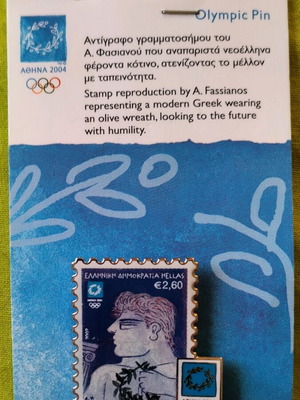 Olympic Pin
ΑΘΗΝΑ 2004
Αντίγραφο γραμματοσήμου του
Α. Φασιανού που αναπαριστά νεοέλληνα
φέροντα κότινο, ατενίζοντας το μέλλον
με ταπεινότητα.
Stamp reproduction by A. Fassianos
representing a modern Greek wearing
an olive wreath, looking to the future
with humility.
ΕΛΛΗΝΙΚΗ ΔΗΜΟΚΡΑΤΙΑ HELLAS
€2,60